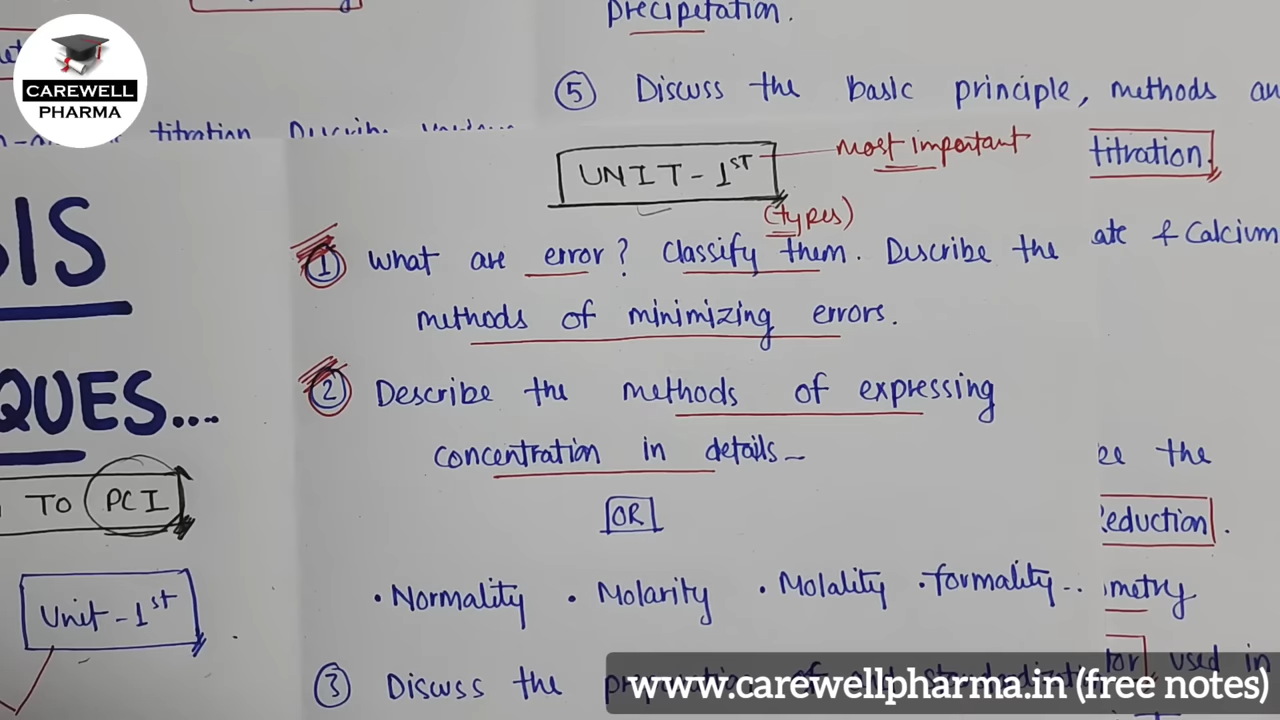 precipetation.
CAREWELL
PHARMA
⑤ Discuss the basic principle, methods an
titration
UNIT - 1ST
most important
titration.
(types)
① What are error? Classify them. Describe the
ate & Calcium
methods of minimizing errors.
SIS
② Describe the methods of expressing
QUES....
concentration in details -
the
TO PCI
OR
Reduction.
• Normality • Molarity • Molality • formality..
metry
Unit - 1st
③ Discuss the
used in
www.carewellpharma.in (free notes)